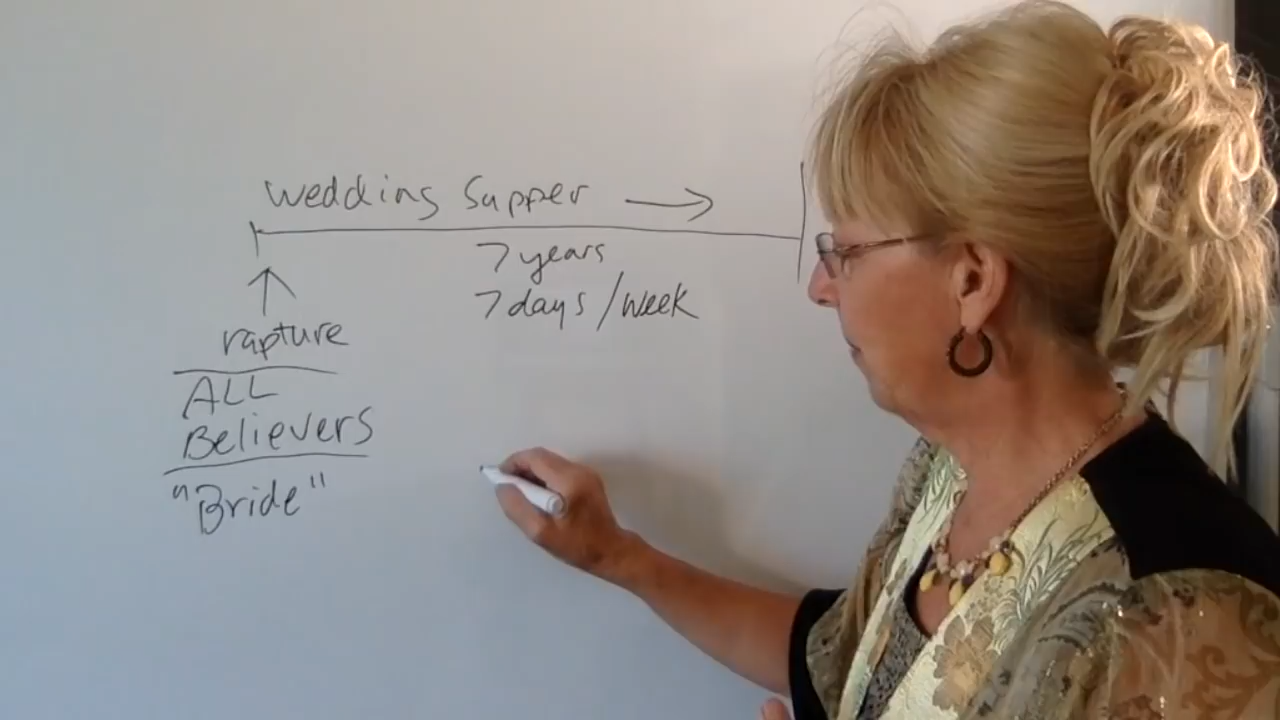 wedding Supper →
7 years
7 days/week
↑
rapture
ALL
Believers
"Bride"